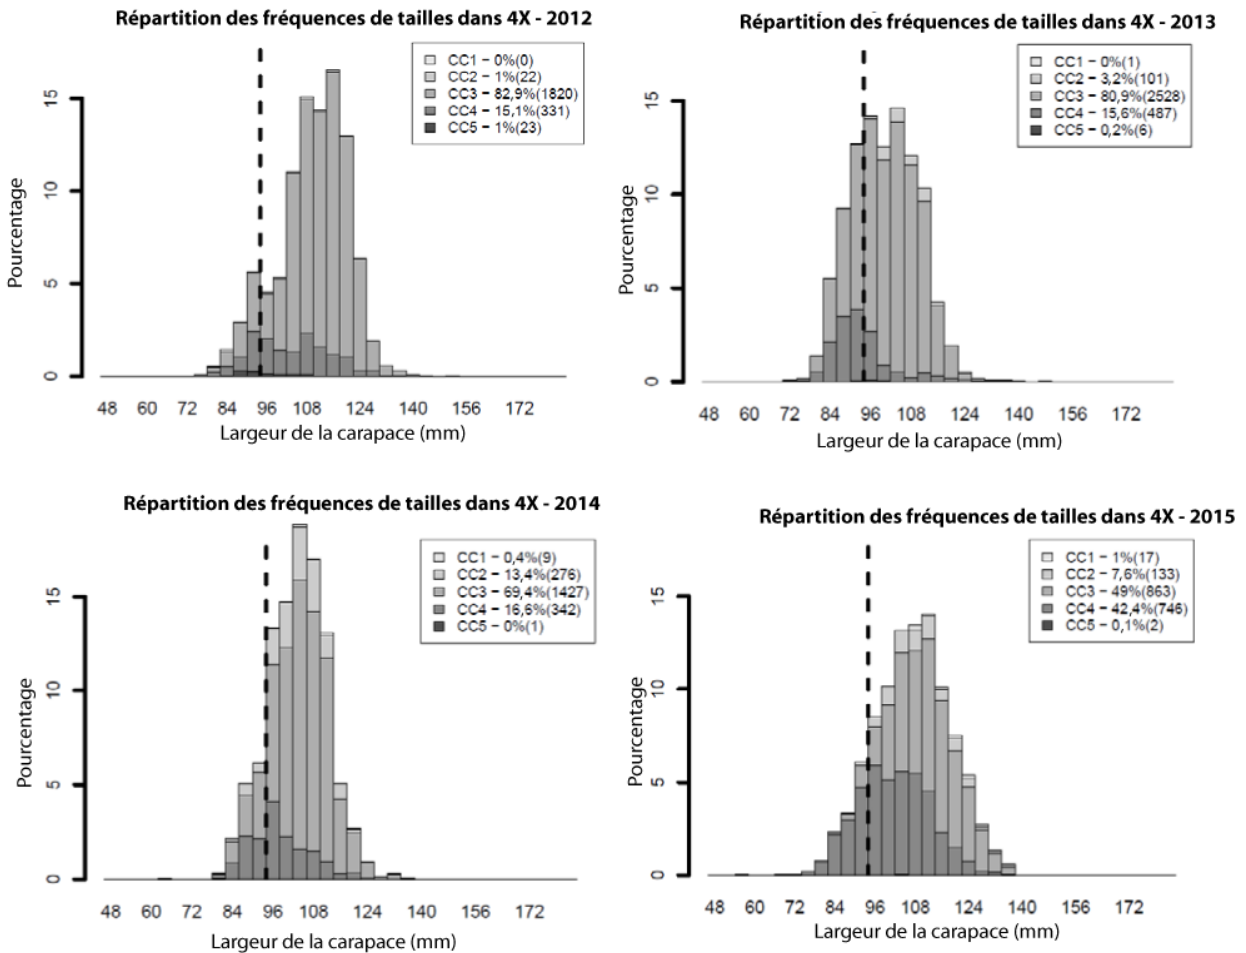 Répartition des fréquences de tailles dans 4X - 2012
CC1 - 0%(0)
CC2 - 1%(22)
CC3 - 82,9%(1820)
CC4 - 15,1%(331)
CC5 - 1%(23)
Pourcentage
15
10
5
0
48 60 72 84 96 108 124 140 156 172
Largeur de la carapace (mm)
Répartition des fréquences de tailles dans 4X - 2013
CC1 - 0%(1)
CC2 - 3,2%(101)
CC3 - 80,9%(2528)
CC4 - 15,6%(487)
CC5 - 0,2%(6)
Pourcentage
15
10
5
0
48 60 72 84 96 108 124 140 156 172
Largeur de la carapace (mm)
Répartition des fréquences de tailles dans 4X - 2014
CC1 - 0,4%(9)
CC2 - 13,4%(276)
CC3 - 69,4%(1427)
CC4 - 16,6%(342)
CC5 - 0%(1)
Pourcentage
15
10
5
0
48 60 72 84 96 108 124 140 156 172
Largeur de la carapace (mm)
Répartition des fréquences de tailles dans 4X - 2015
CC1 - 1%(17)
CC2 - 7,6%(133)
CC3 - 49%(863)
CC4 - 42,4%(746)
CC5 - 0,1%(2)
Pourcentage
15
10
5
0
48 60 72 84 96 108 124 140 156 172
Largeur de la carapace (mm)